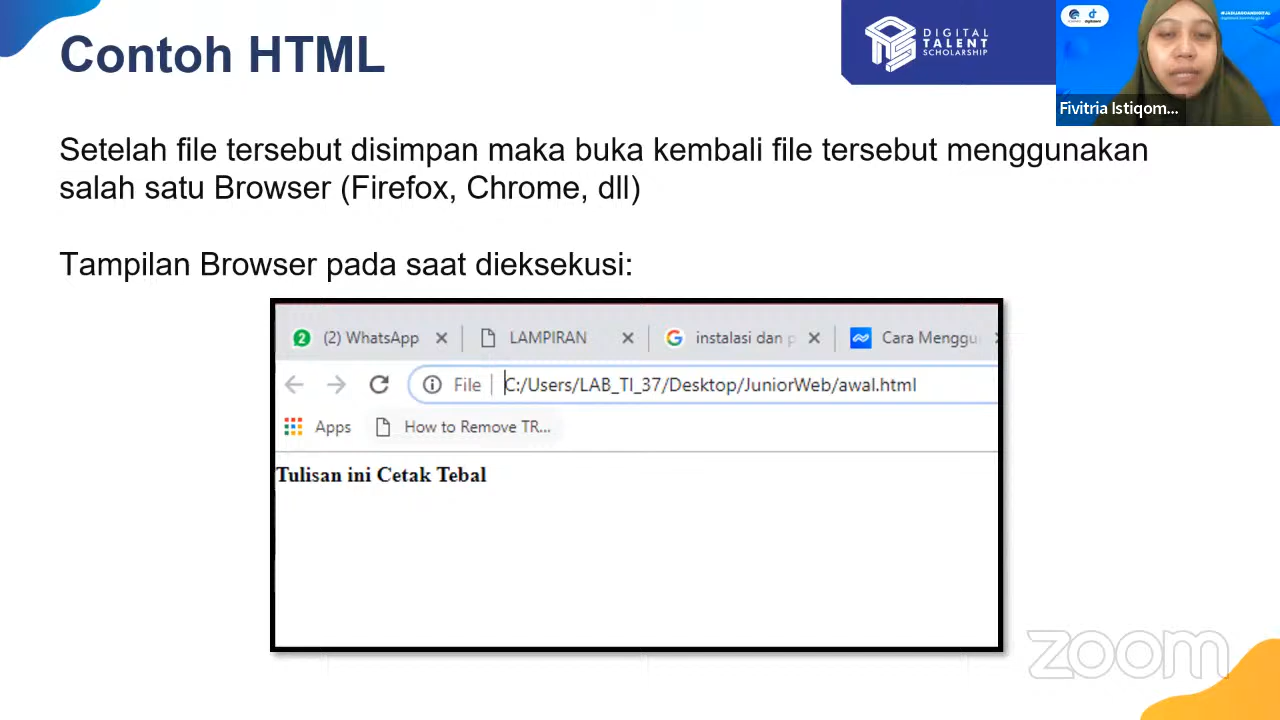 Contoh HTML
DIGITAL
TALENT
SCHOLARSHIP
Fivitria Istiqom...
Setelah file tersebut disimpan maka buka kembali file tersebut menggunakan
salah satu Browser (Firefox, Chrome, dll)
Tampilan Browser pada saat dieksekusi:
2 (2) WhatsApp LAMPIRAN G instalasi dan p Cara Menggu
File C:/Users/LAB_TI_37/Desktop/JuniorWeb/awal.html
Apps How to Remove TR...
Tulisan ini Cetak Tebal
zoom